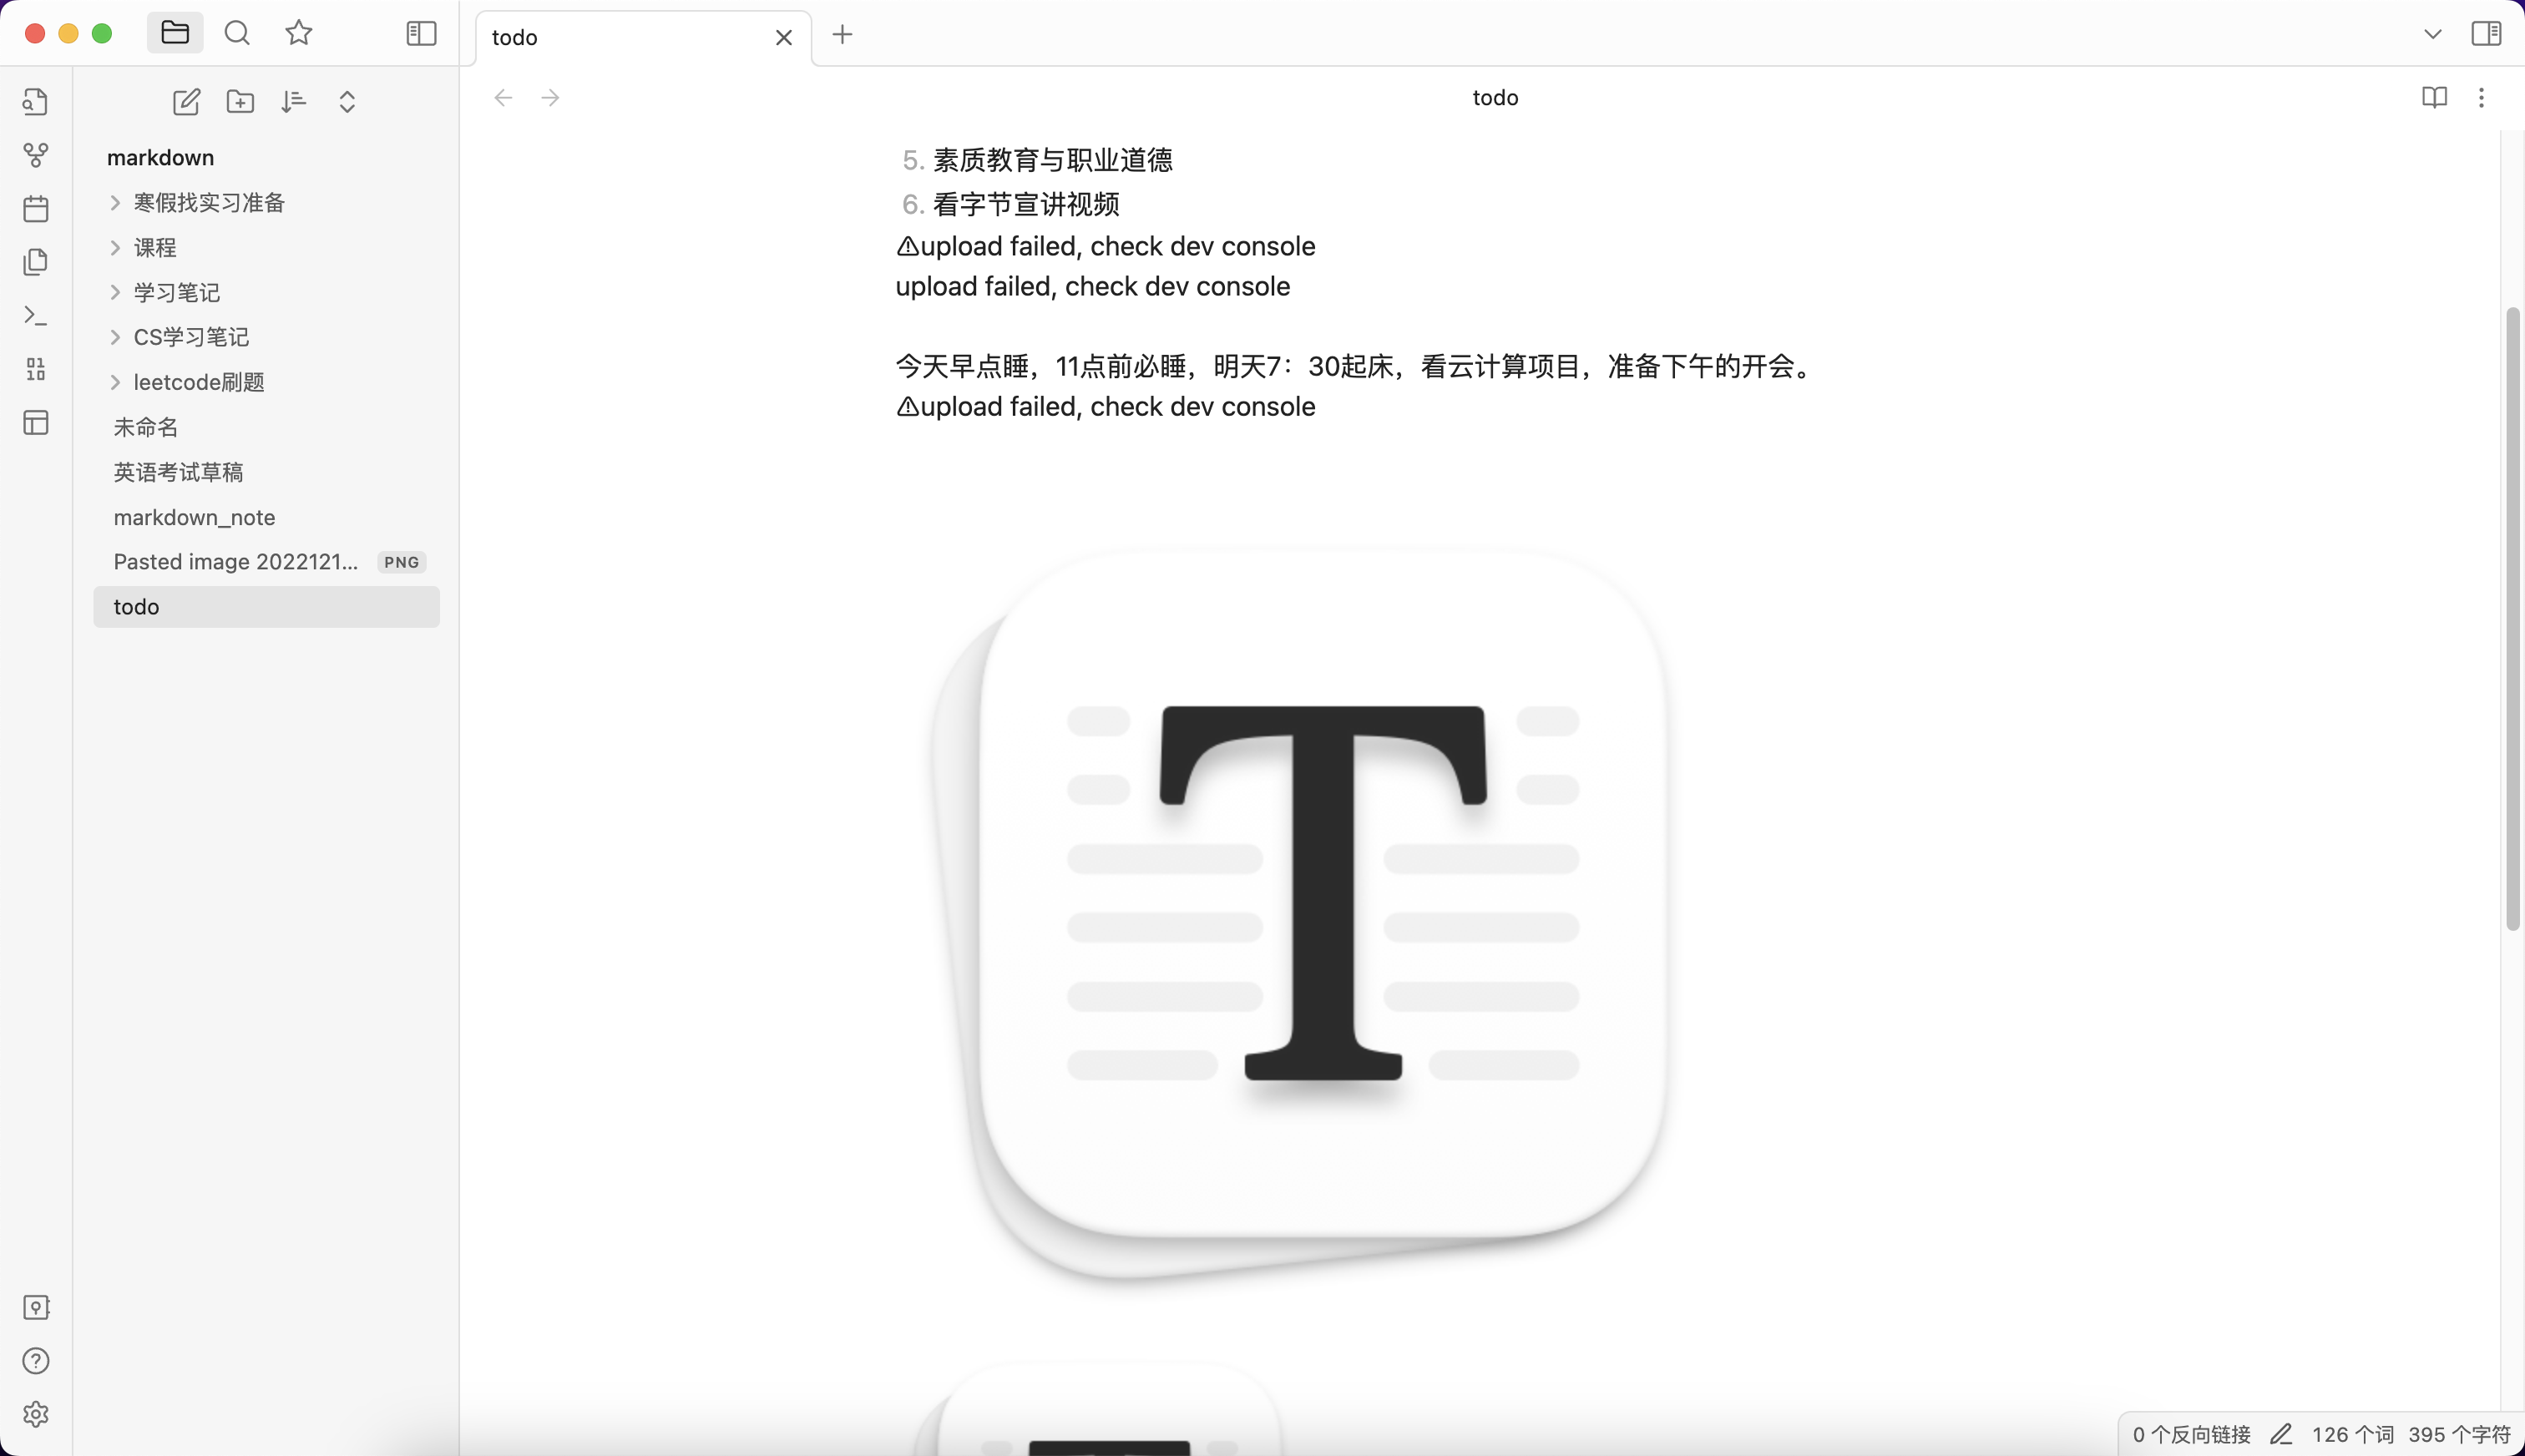 todo
todo
markdown
寒假找实习准备
课程
学习笔记
CS学习笔记
leetcode刷题
未命名
英语考试草稿
markdown_note
Pasted image 2022121... PNG
todo
5. 素质教育与职业道德
6. 看字节宣讲视频
⚠upload failed, check dev console
upload failed, check dev console
今天早点睡，11点前必睡，明天7：30起床，看云计算项目，准备下午的开会。
⚠upload failed, check dev console
T
0 个反向链接 126 个词 395 个字符